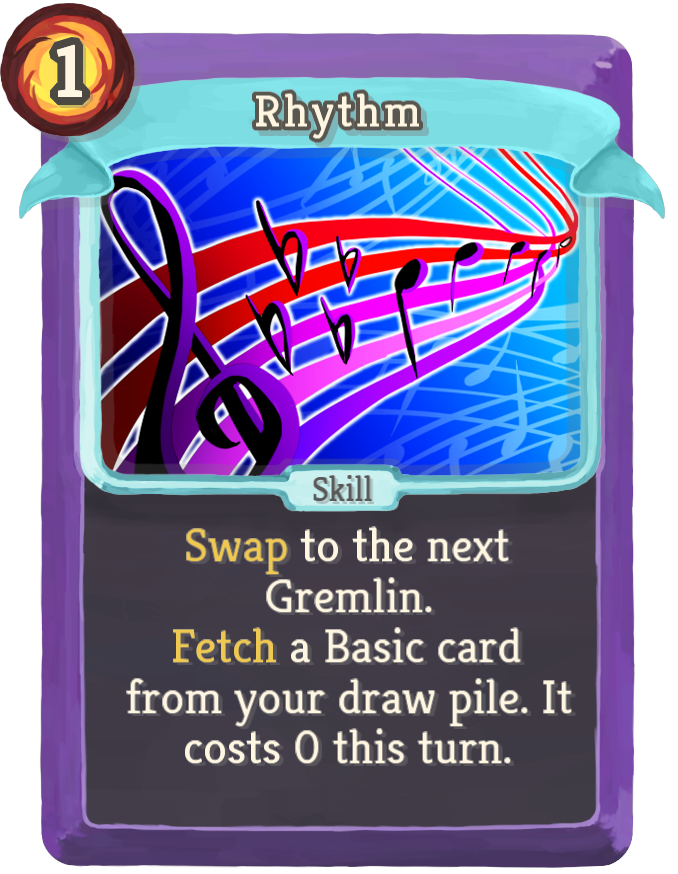 1
Rhythm
Skill
Swap to the next
Gremlin.
Fetch a Basic card
from your draw pile. It
costs 0 this turn.